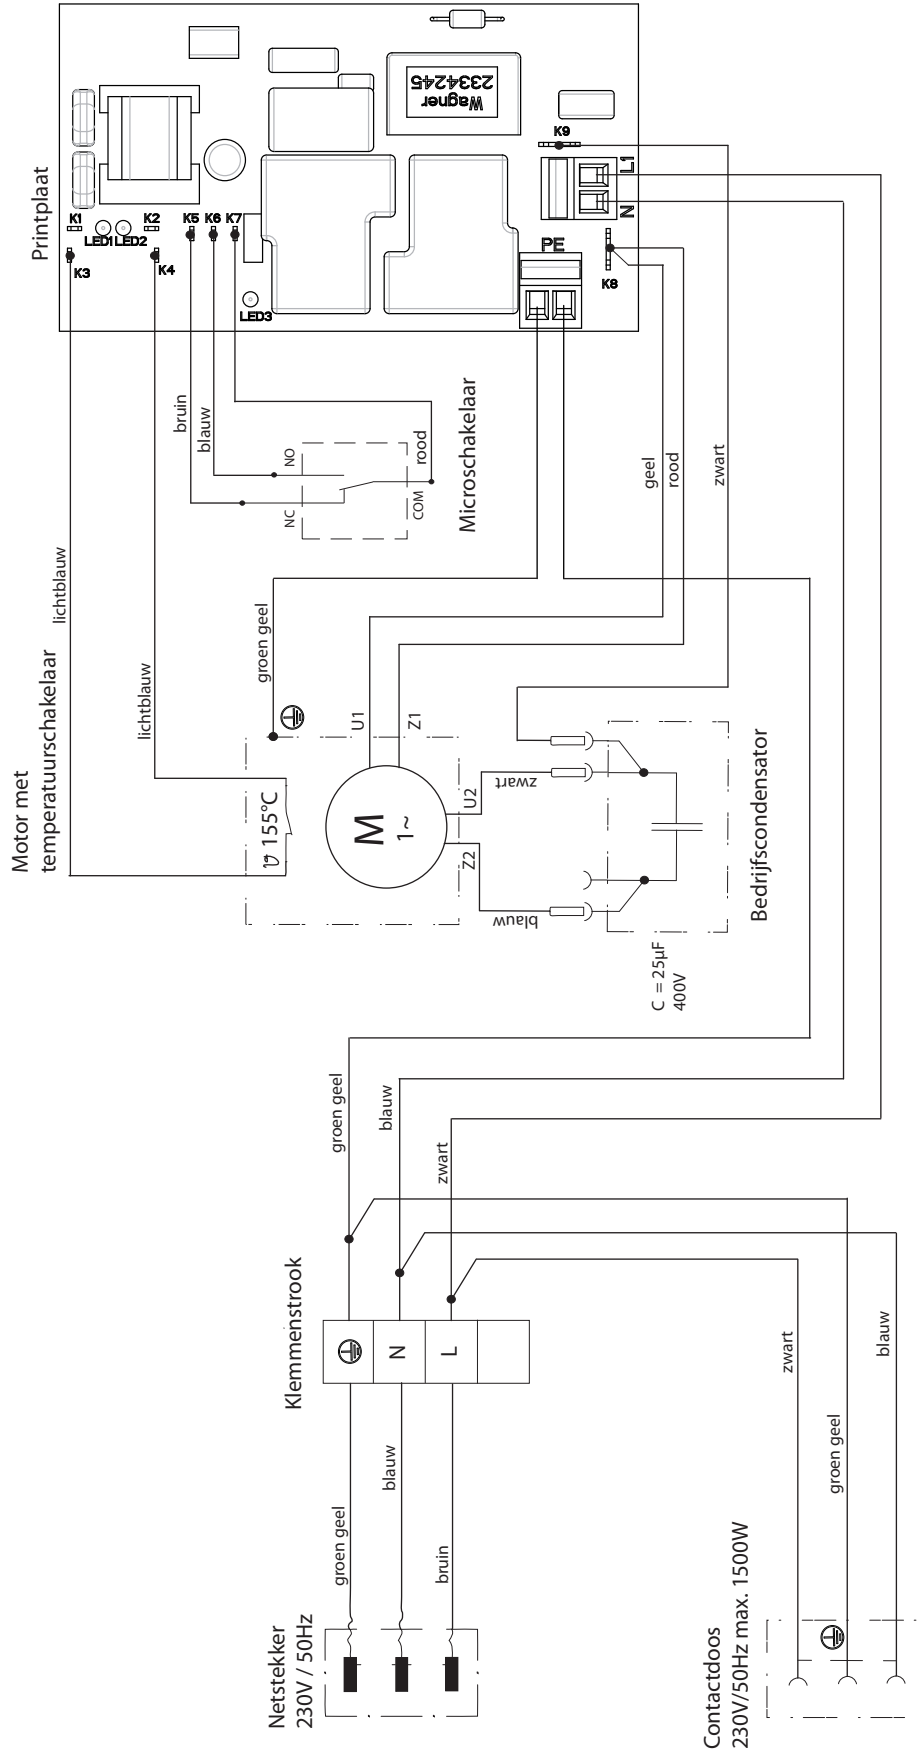 Printplaat
Wagner
2334245
K9
L1
N
K1
LED1
LED2
K2
K3
K4
K5
K6
K7
LED3
PE
K8
bruin
blauw
NO
NC
COM
rood
Microschakelaar
geel
rood
zwart
lichtblauw
lichtblauw
groen geel
Motor met
temperatuurschakelaar
ϑ 155°C
M
1~
U1
Z1
U2
Z2
zwart
blauw
Bedrijfscondensator
C = 25µF
400V
groen geel
blauw
zwart
Klemmenstrook
N
L
groen geel
blauw
bruin
Netstekker
230V / 50Hz
zwart
groen geel
blauw
Contactdoos
230V/50Hz max. 1500W